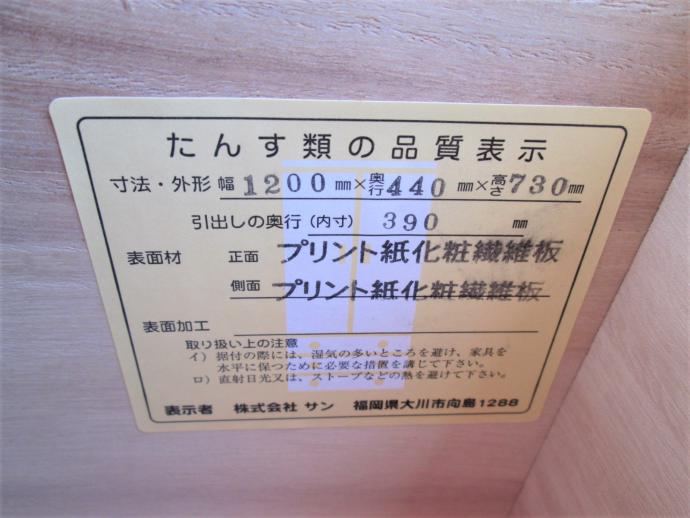 たんす類の品質表示
寸法・外形 幅1200mm×奥行440mm×高さ730mm
引出しの奥行(内寸) 390 mm
表面材 正面 プリント紙化粧繊維板
側面 プリント紙化粧繊維板
表面加工
取り扱い上の注意
イ)据付の際には、湿気の多いところを避け、家具を
水平に保つために必要な措置を講じて下さい。
ロ)直射日光又は、ストーブなどの熱を避けて下さい。
表示者 株式会社 サン 福岡県大川市向島1288